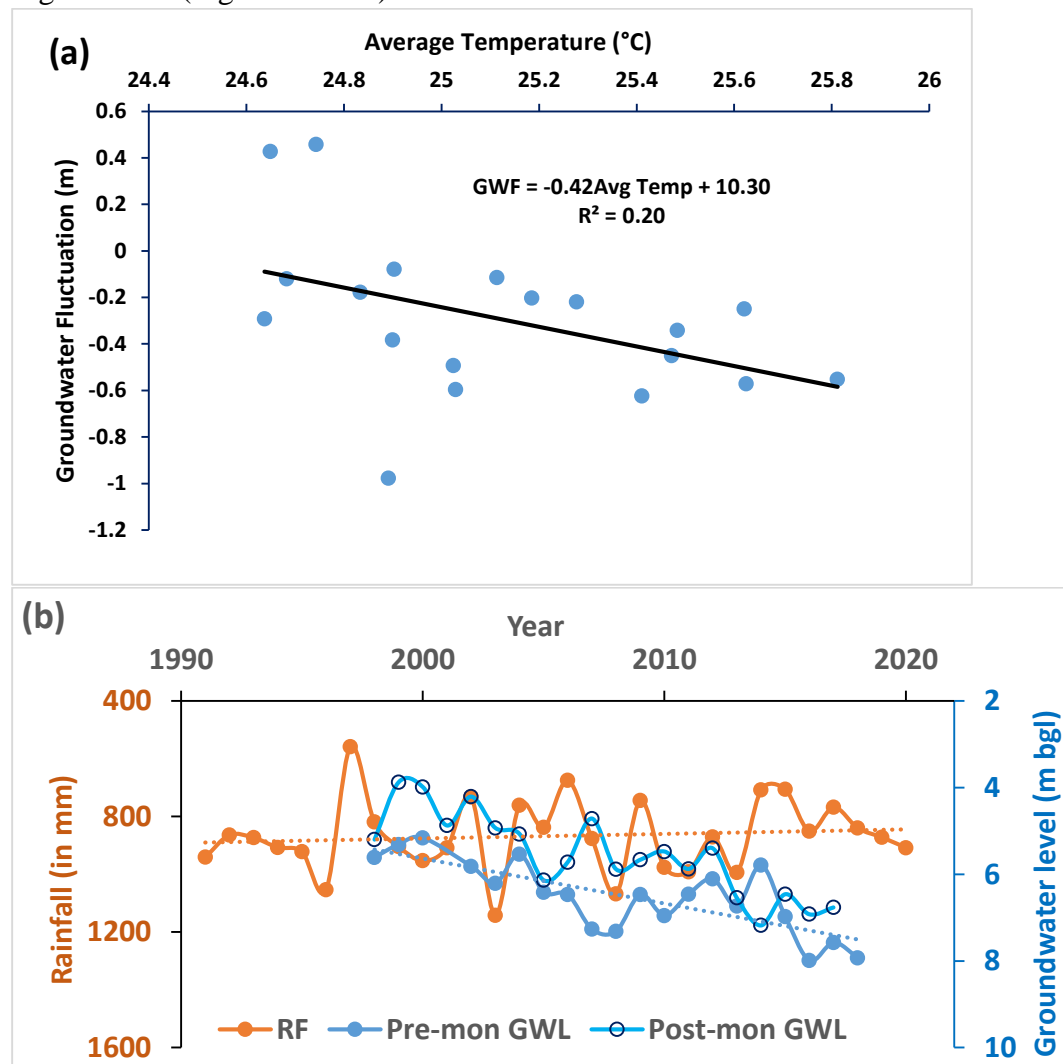 (a)
Average Temperature (°C)
24.4 24.6 24.8 25 25.2 25.4 25.6 25.8 26
0.6
0.4
0.2
0
-0.2
-0.4
-0.6
-0.8
-1
-1.2
Groundwater Fluctuation (m)
GWF = -0.42Avg Temp + 10.30
R² = 0.20
(b)
Year
1990 2000 2010 2020
400
800
1200
1600
Rainfall (in mm)
2
4
6
8
10
Groundwater level (m bgl)
RF Pre-mon GWL Post-mon GWL